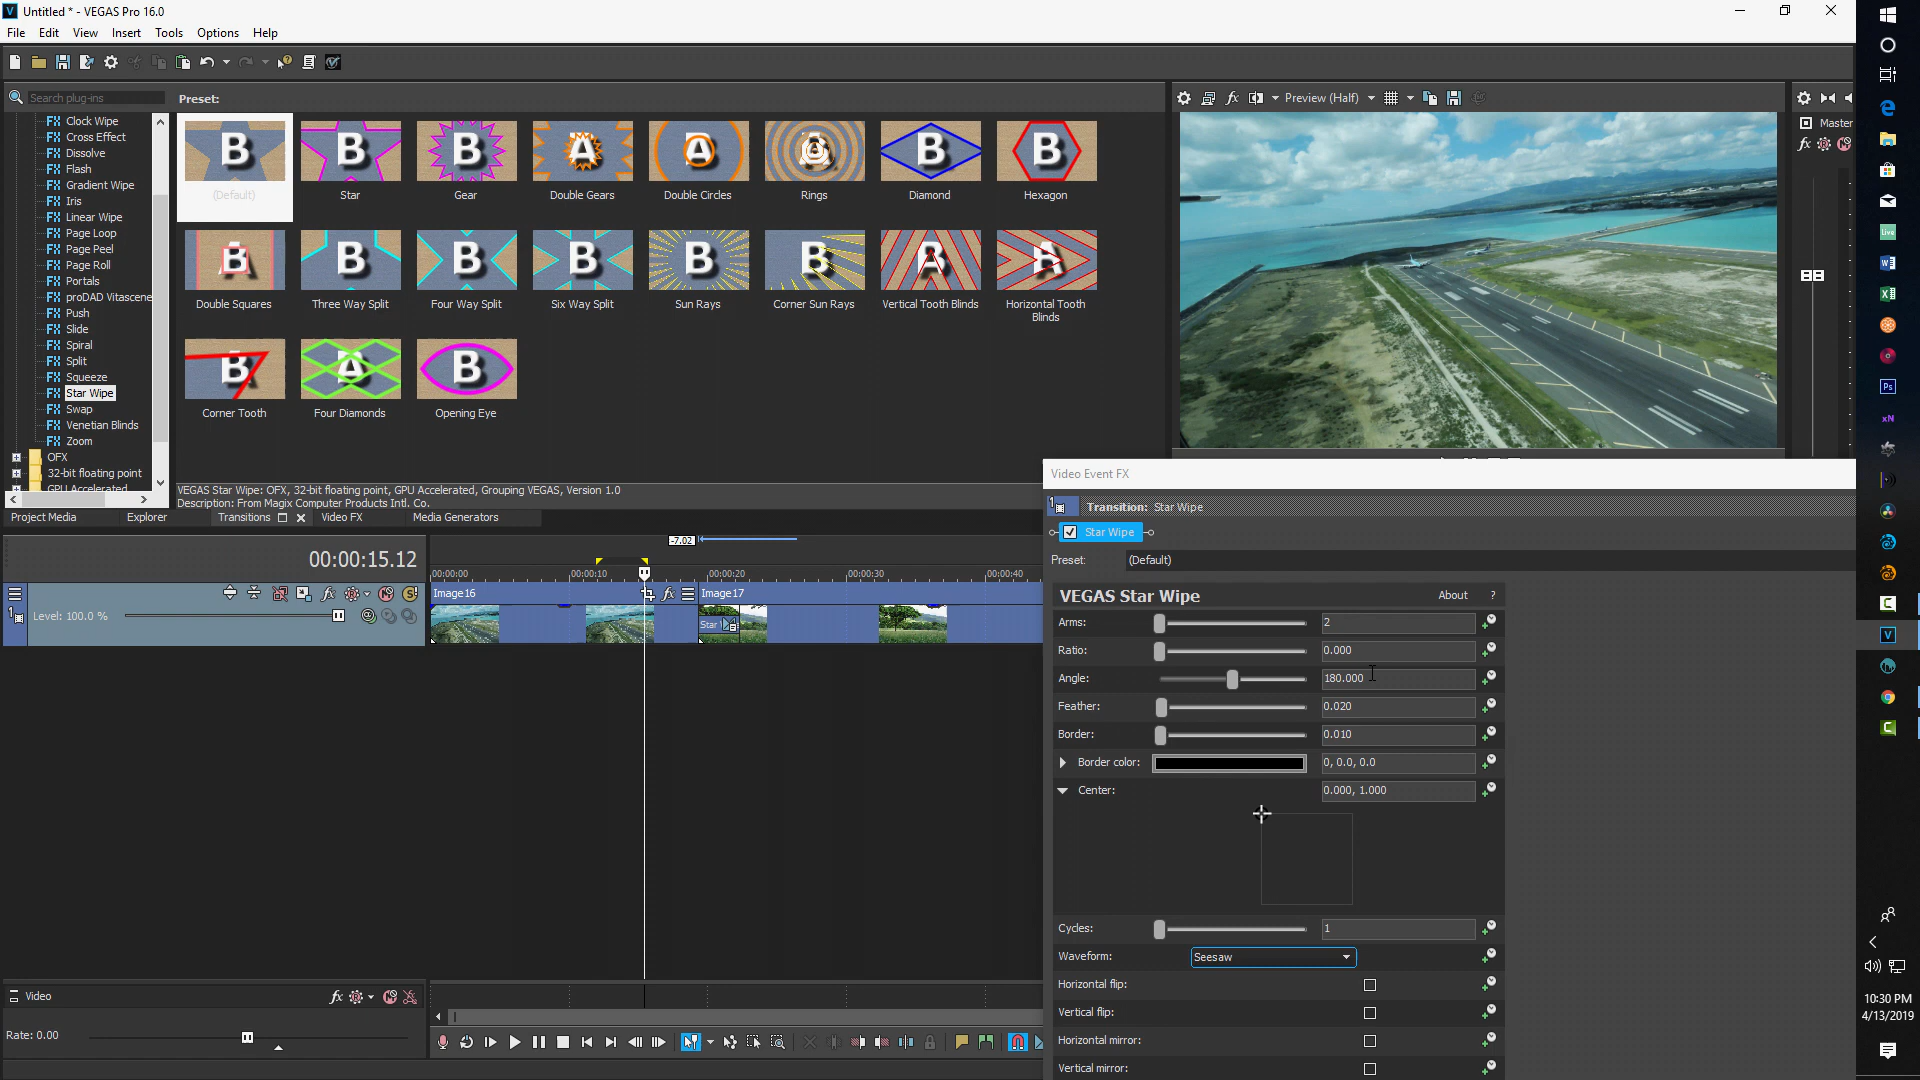 Untitled * - VEGAS Pro 16.0
File Edit View Insert Tools Options Help
Search plug-ins
Preset:
Preview (Half)
Master
Clock Wipe
Cross Effect
Dissolve
Flash
Gradient Wipe
Iris
Linear Wipe
Page Loop
Page Peel
Page Roll
Portals
proDAD Vitascene
Push
Slide
Spiral
Split
Squeeze
Star Wipe
Swap
Venetian Blinds
Zoom
OFX
32-bit floating point
GPU Accelerated
(Default) Star Gear Double Gears Double Circles Rings Diamond Hexagon
Double Squares Three Way Split Four Way Split Six Way Split Sun Rays Corner Sun Rays Vertical Tooth Blinds Horizontal Tooth Blinds
Corner Tooth Four Diamonds Opening Eye
VEGAS Star Wipe: OFX, 32-bit floating point, GPU Accelerated, Grouping VEGAS, Version 1.0
Description: From Magix Computer Products Intl. Co.
Project Media Explorer Transitions Video FX Media Generators
00:00:15.12
-7.02
00:00:00 00:00:10 00:00:20 00:00:30 00:00:40
Level: 100.0 %
Image16
Image17
Star
Video
Rate: 0.00
Video Event FX
Transition: Star Wipe
Star Wipe
Preset: (Default)
VEGAS Star Wipe About ?
Arms: 2
Ratio: 0.000
Angle: 180.000
Feather: 0.020
Border: 0.010
Border color: 0, 0.0, 0.0
Center: 0.000, 1.000
Cycles: 1
Waveform: Seesaw
Horizontal flip:
Vertical flip:
Horizontal mirror:
Vertical mirror:
10:30 PM
4/13/2019